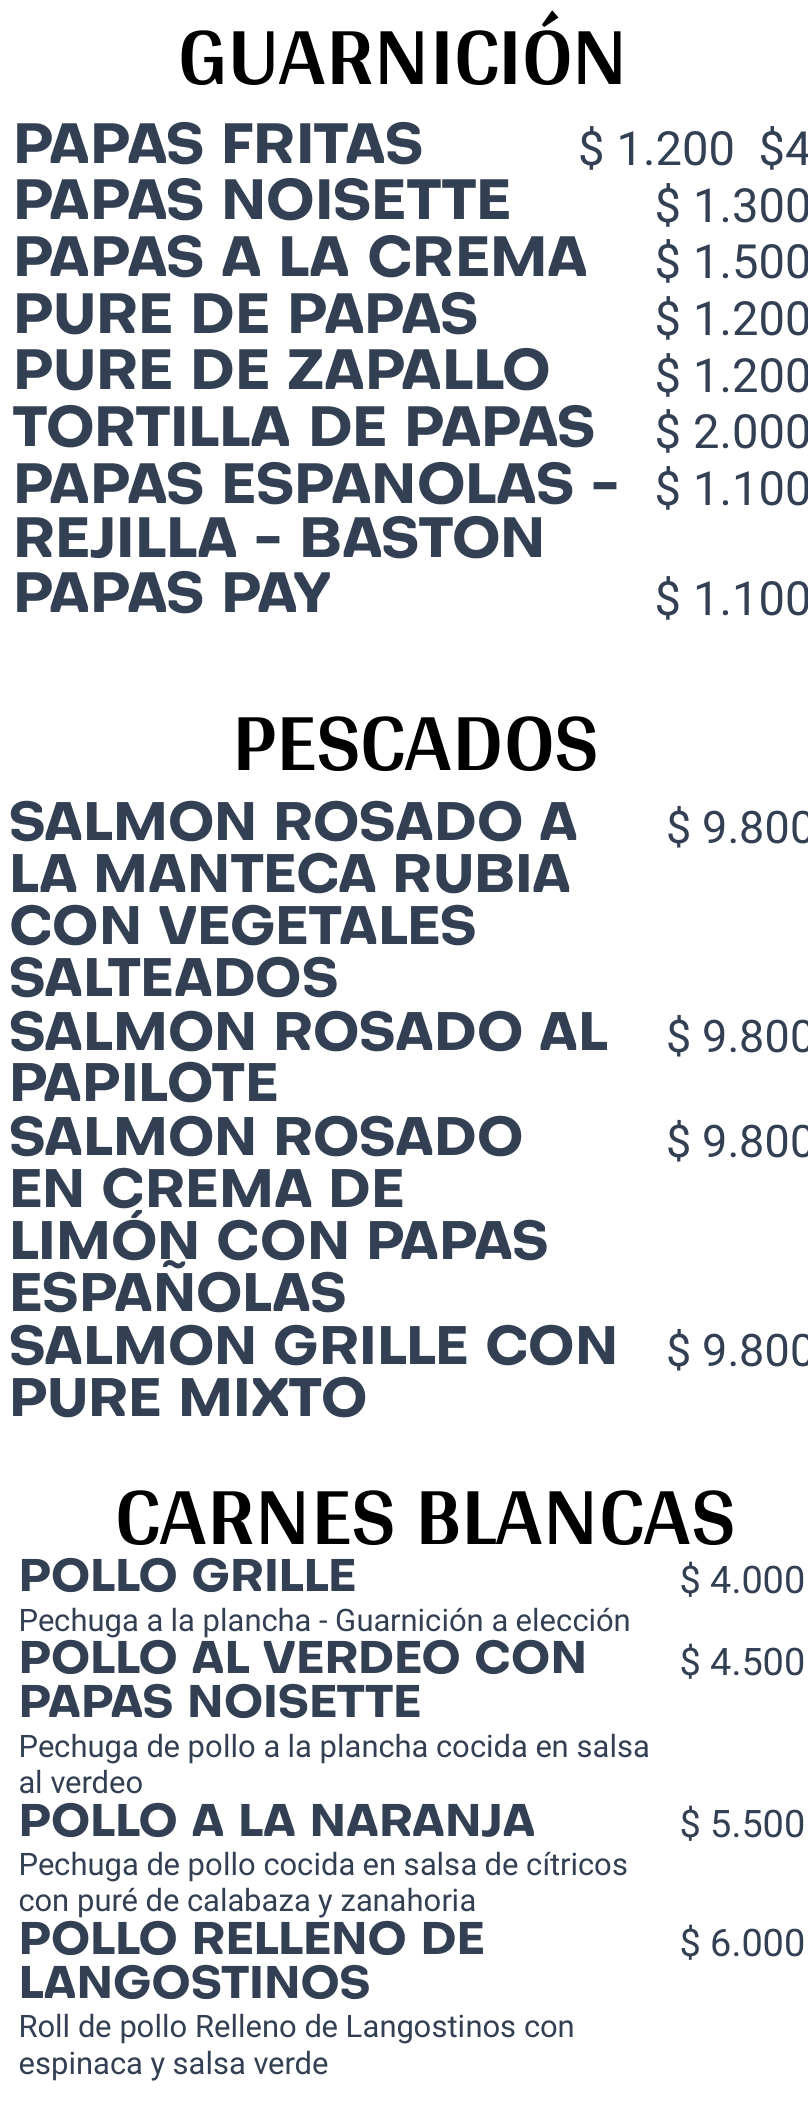 GUARNICIÓN
PAPAS FRITAS $ 1.200 $4
PAPAS NOISETTE $ 1.300
PAPAS A LA CREMA $ 1.500
PURE DE PAPAS $ 1.200
PURE DE ZAPALLO $ 1.200
TORTILLA DE PAPAS $ 2.000
PAPAS ESPANOLAS - $ 1.100
REJILLA - BASTON
PAPAS PAY $ 1.100
PESCADOS
SALMON ROSADO A $ 9.800
LA MANTECA RUBIA
CON VEGETALES
SALTEADOS
SALMON ROSADO AL $ 9.800
PAPILOTE
SALMON ROSADO $ 9.800
EN CREMA DE
LIMÓN CON PAPAS
ESPAÑOLAS
SALMON GRILLE CON $ 9.800
PURE MIXTO
CARNES BLANCAS
POLLO GRILLE $ 4.000
Pechuga a la plancha - Guarnición a elección
POLLO AL VERDEO CON $ 4.500
PAPAS NOISETTE
Pechuga de pollo a la plancha cocida en salsa
al verdeo
POLLO A LA NARANJA $ 5.500
Pechuga de pollo cocida en salsa de cítricos
con puré de calabaza y zanahoria
POLLO RELLENO DE $ 6.000
LANGOSTINOS
Roll de pollo Relleno de Langostinos con
espinaca y salsa verde